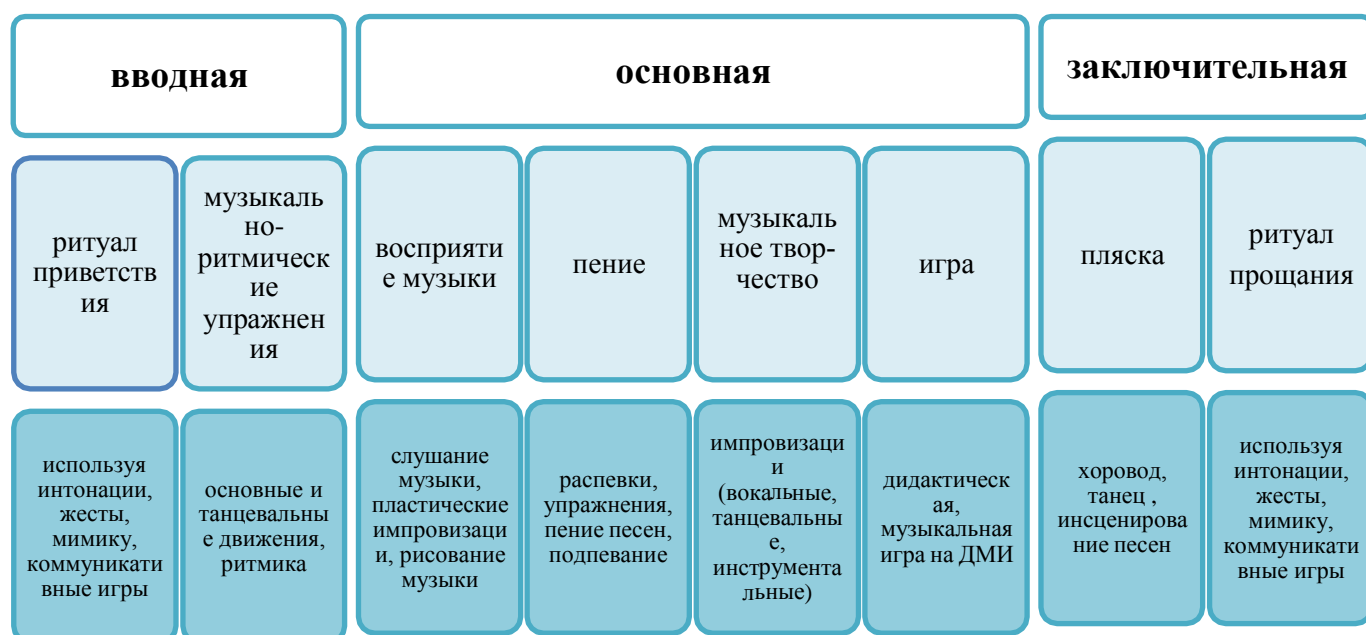 вводная
основная
заключительная
ритуал
приветств
ия
музыкаль
но-
ритмическ
ие
упражнен
ия
восприяти
е музыки
пение
музыкаль
ное твор-
чество
игра
пляска
ритуал
прощания
используя
интонации,
жесты,
мимику,
коммуникати
вные игры
основные и
танцевальны
е движения,
ритмика
слушание
музыки,
пластические
импровизаци
и, рисование
музыки
распевки,
упражнения,
пение песен,
подпевание
импровизаци
и
(вокальные,
танцевальны
е,
инструмента
льные)
дидактическ
ая,
музыкальная
игра на ДМИ
хоровод,
танец ,
инсценирова
ние песен
используя
интонации,
жесты,
мимику,
коммуникати
вные игры